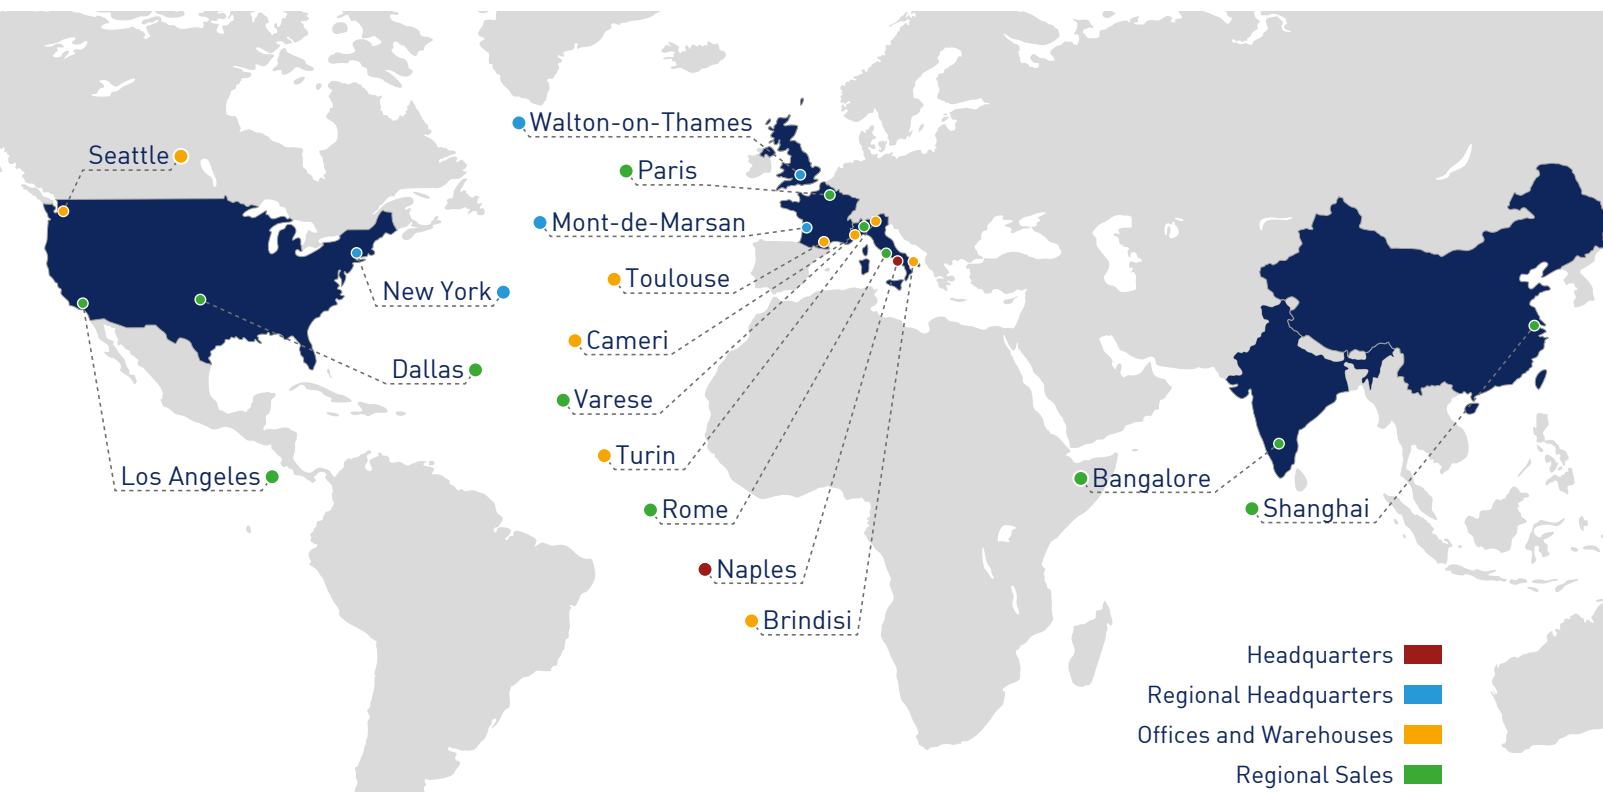 Walton-on-Thames
Seattle
Paris
Mont-de-Marsan
Toulouse
New York
Cameri
Dallas
Varese
Turin
Los Angeles
Bangalore
Rome
Shanghai
Naples
Brindisi
Headquarters
Regional Headquarters
Offices and Warehouses
Regional Sales